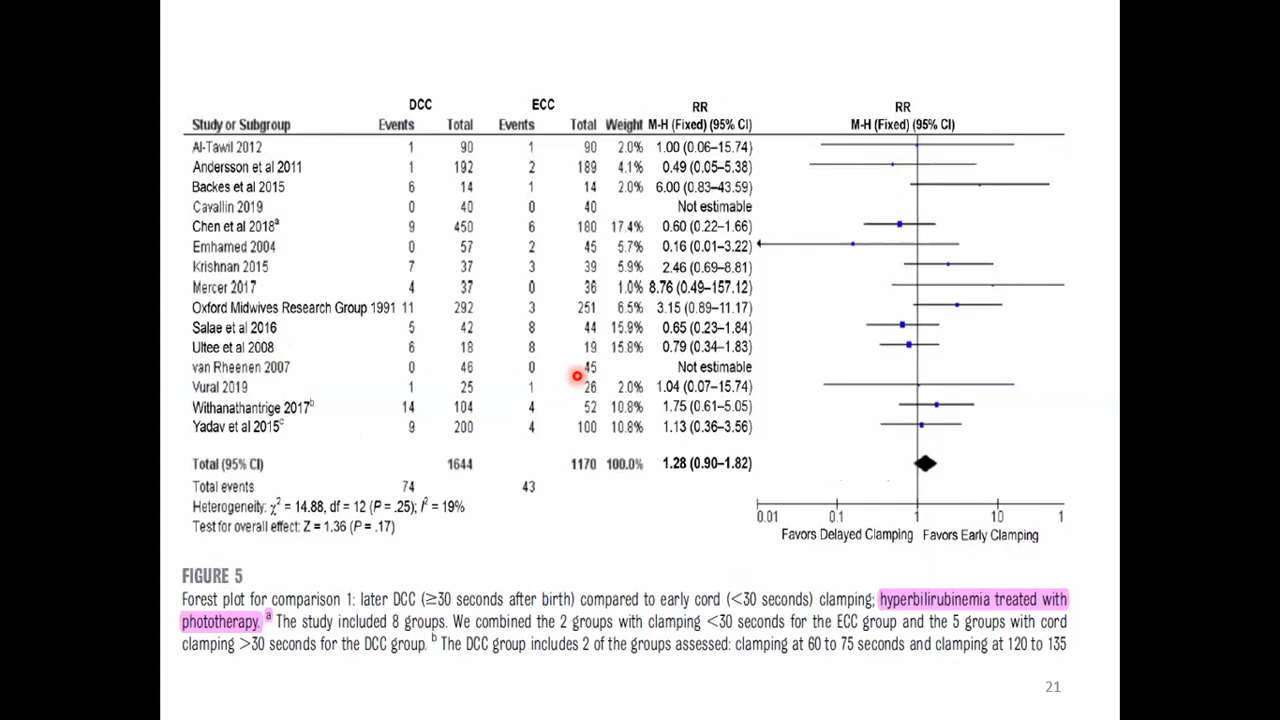 DCC ECC RR RR
Study or Subgroup Events Total Events Total Weight M-H (Fixed) (95% CI) M-H (Fixed) (95% CI)
Al-Tawil 2012 1 90 1 90 2.0% 1.00 (0.06–15.74)
Andersson et al 2011 1 192 2 189 4.1% 0.49 (0.05–5.38)
Backes et al 2015 6 14 1 14 2.0% 6.00 (0.83–43.59)
Cavallin 2019 0 40 0 40 Not estimable
Chen et al 2018a 9 450 6 180 17.4% 0.60 (0.22–1.66)
Emhamed 2004 0 57 2 45 5.7% 0.16 (0.01–3.22)
Krishnan 2015 7 37 3 39 5.9% 2.46 (0.69–8.81)
Mercer 2017 4 37 0 36 1.0% 8.76 (0.49–157.12)
Oxford Midwives Research Group 1991 11 292 3 251 6.5% 3.15 (0.89–11.17)
Salae et al 2016 5 42 8 44 15.9% 0.65 (0.23–1.84)
Ultee et al 2008 6 18 8 19 15.8% 0.79 (0.34–1.83)
van Rheenen 2007 0 46 0 45 Not estimable
Vural 2019 1 25 1 26 2.0% 1.04 (0.07–15.74)
Withanathantrige 2017b 14 104 4 52 10.8% 1.75 (0.61–5.05)
Yadav et al 2015c 9 200 4 100 10.8% 1.13 (0.36–3.56)
Total (95% CI) 1644 1170 100.0% 1.28 (0.90–1.82)
Total events 74 43
Heterogeneity: χ2 = 14.88, df = 12 (P = .25); I2 = 19%
Test for overall effect: Z = 1.36 (P = .17)
0.01 0.1 1 10 1
Favors Delayed Clamping Favors Early Clamping
FIGURE 5
Forest plot for comparison 1: later DCC (≥30 seconds after birth) compared to early cord (<30 seconds) clamping; hyperbilirubinemia treated with
phototherapy. a The study included 8 groups. We combined the 2 groups with clamping <30 seconds for the ECC group and the 5 groups with cord
clamping >30 seconds for the DCC group. b The DCC group includes 2 of the groups assessed: clamping at 60 to 75 seconds and clamping at 120 to 135
21